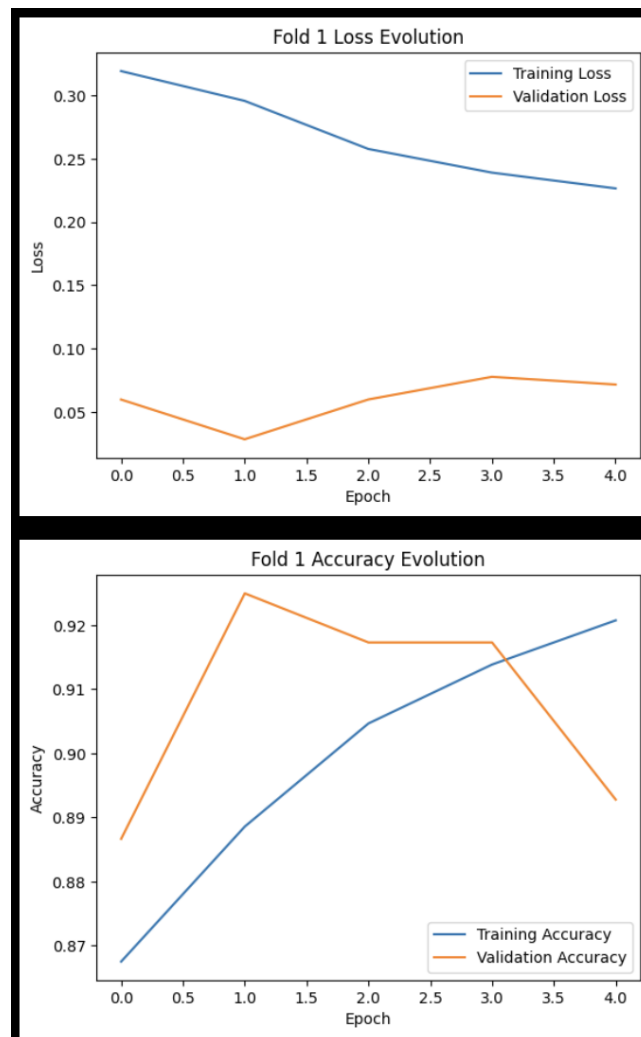 Fold 1 Loss Evolution
Training Loss
Validation Loss
0.30
0.25
0.20
0.15
0.10
0.05
Loss
0.0 0.5 1.0 1.5 2.0 2.5 3.0 3.5 4.0
Epoch
Fold 1 Accuracy Evolution
0.92
0.91
0.90
0.89
0.88
0.87
Accuracy
Training Accuracy
Validation Accuracy
0.0 0.5 1.0 1.5 2.0 2.5 3.0 3.5 4.0
Epoch